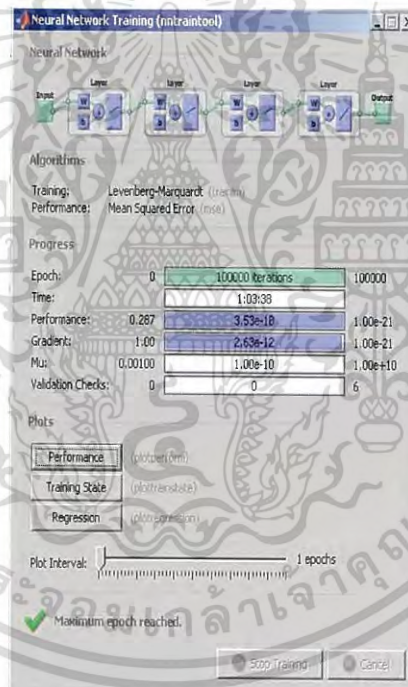 Neural Network Training (nntraintool)
Neural Network
Layer Layer Layer Layer
Input Output
W W W W
b b b b
Algorithms
Training: Levenberg-Marquardt (trainlm)
Performance: Mean Squared Error (mse)
Progress
Epoch: 0 100000 iterations 100000
Time: 1:03:38
Performance: 0.287 3.53e-18 1.00e-21
Gradient: 1.00 2.63e-12 1.00e-21
Mu: 0.00100 1.00e-10 1.00e+10
Validation Checks: 0 0 6
Plots
Performance (plotperform)
Training State (plottrainstate)
Regression (plotregression)
Plot Interval: 1 epochs
Maximum epoch reached.
Stop Training Cancel